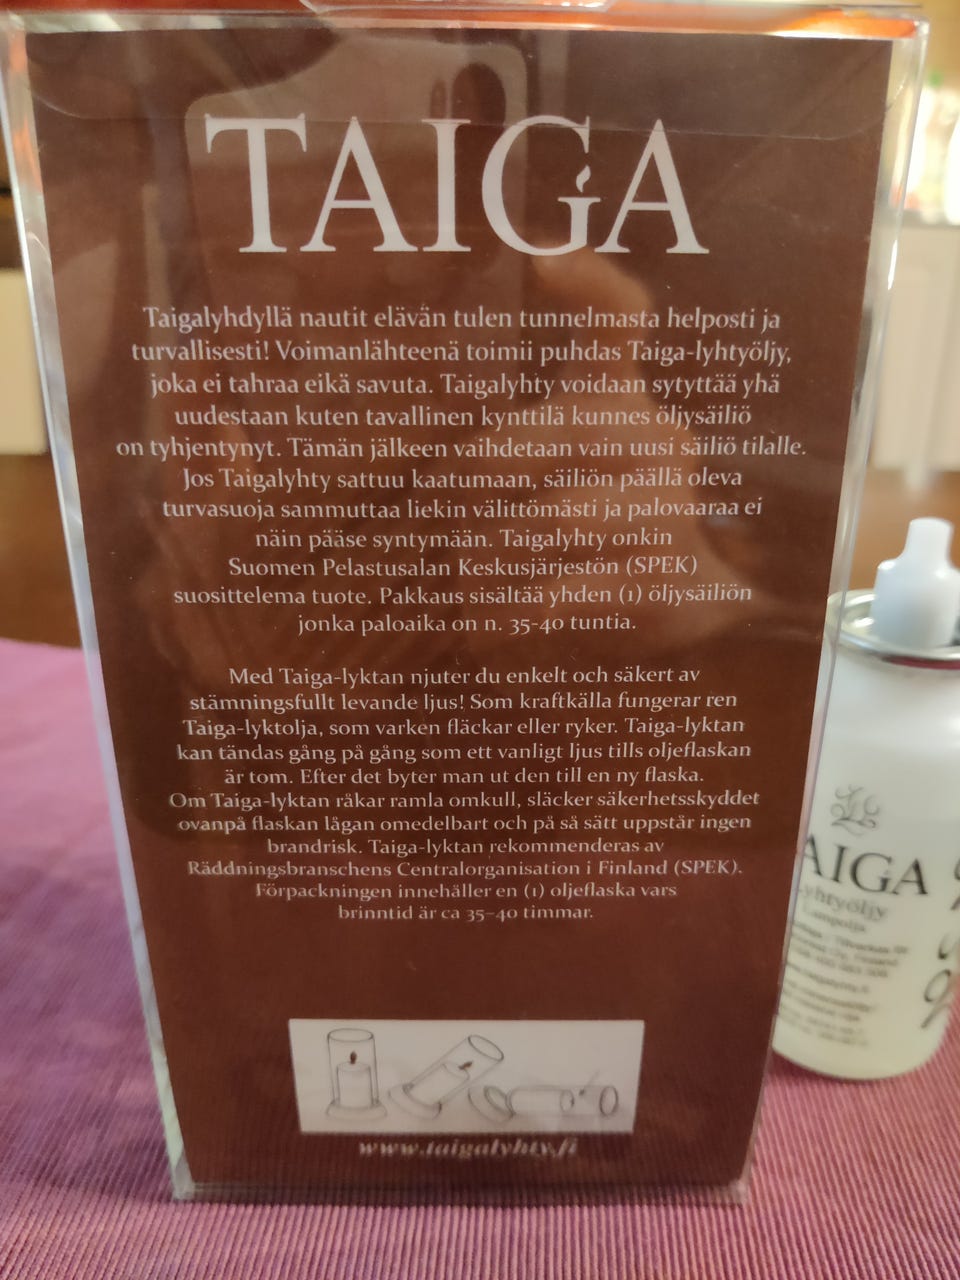 TAIGA
Taigalyhdyllä nautit elävän tulen tunnelmasta helposti ja
turvallisesti! Voimanlähteenä toimii puhdas Taiga-lyhtyöljy,
joka ei tahraa eikä savuta. Taigalyhty voidaan sytyttää yhä
uudestaan kuten tavallinen kynttilä kunnes öljysäiliö
on tyhjentynyt. Tämän jälkeen vaihdetaan vain uusi säiliö tilalle.
Jos Taigalyhty sattuu kaatumaan, säiliön päällä oleva
turvasuoja sammuttaa liekin välittömästi ja palovaaraa ei
näin pääse syntymään. Taigalyhty onkin
Suomen Pelastusalan Keskusjärjestön (SPEK)
suosittelema tuote. Pakkaus sisältää yhden (1) öljysäiliön
jonka paloaika on n. 35-40 tuntia.
Med Taiga-lyktan njuter du enkelt och säkert av
stämningsfullt levande ljus! Som kraftkälla fungerar ren
Taiga-lyktolja, som varken fläckar eller ryker. Taiga-lyktan
kan tändas gång på gång som ett vanligt ljus tills oljeflaskan
är tom. Efter det byter man ut den till en ny flaska.
Om Taiga-lyktan råkar ramla omkull, släcker säkerhetsskyddet
ovanpå flaskan lågan omedelbart och på så sätt uppstår ingen
brandrisk. Taiga-lyktan rekommenderas av
Räddningsbranschens Centralorganisation i Finland (SPEK).
Förpackningen innehåller en (1) oljeflaska vars
brinntid är ca 35–40 timmar.
www.taigalyhty.fi
AIGA
Lyhtyöljy
Lampolja